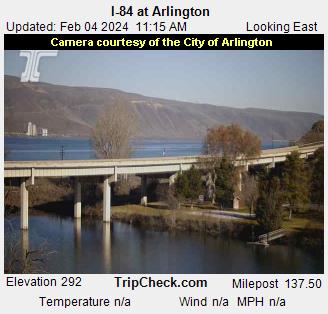 I-84 at Arlington
Updated: Feb 04 2024 11:15 AM Looking East
Camera courtesy of the City of Arlington
Elevation 292 TripCheck.com Milepost 137.50
Temperature n/a Wind n/a MPH n/a